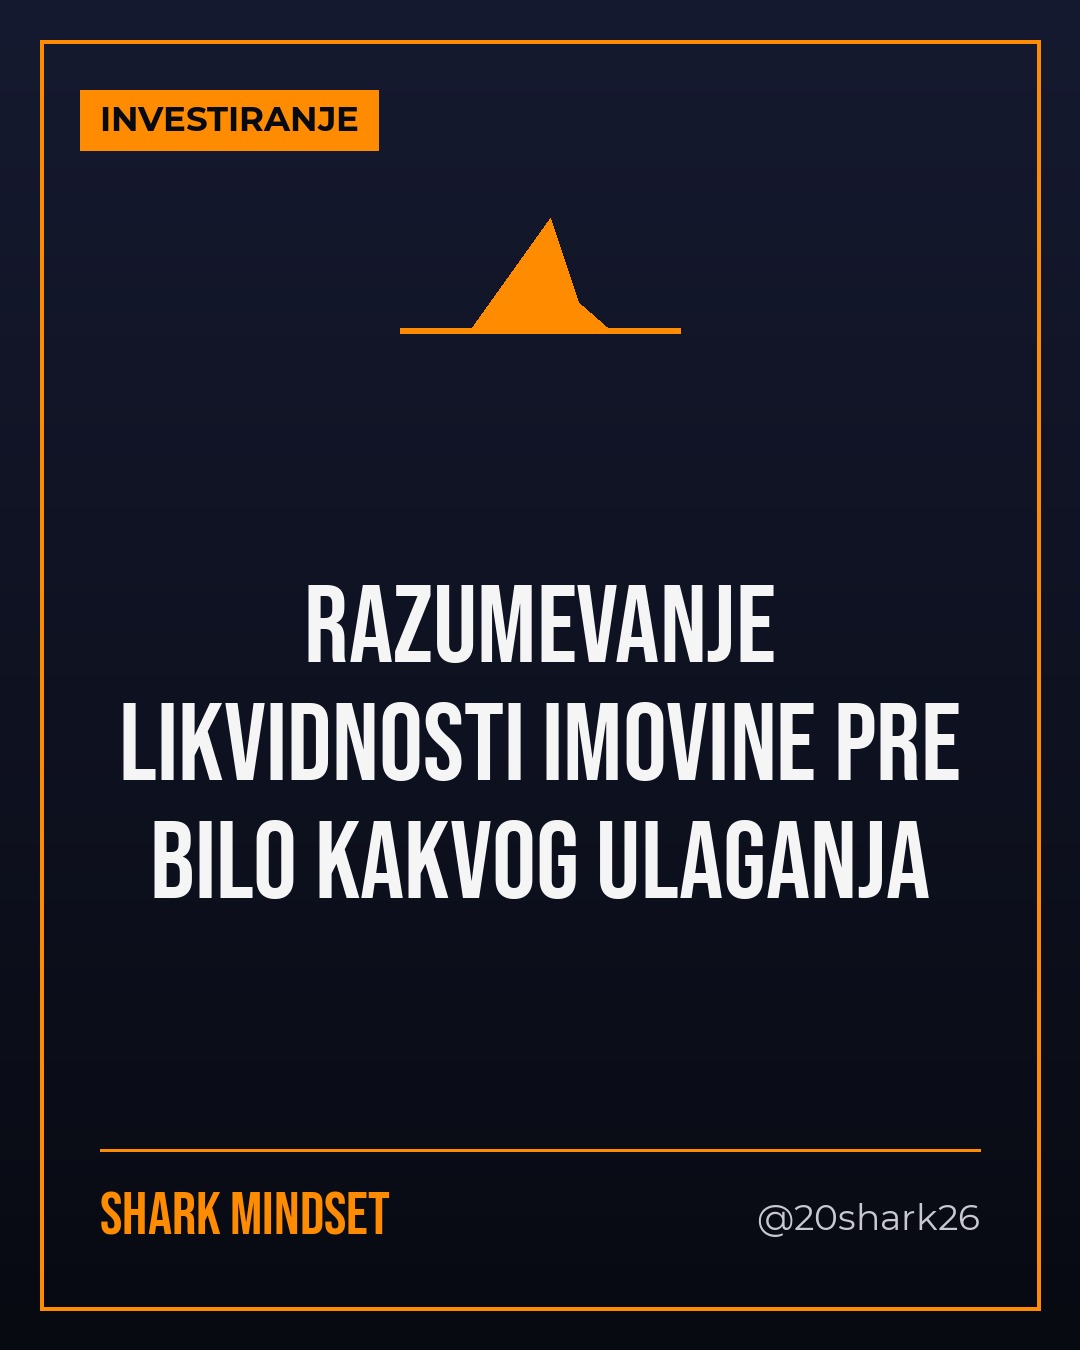 INVESTIRANJE
RAZUMEVANJE
LIKVIDNOSTI IMOVINE PRE
BILO KAKVOG ULAGANJA
SHARK MINDSET
@20shark26